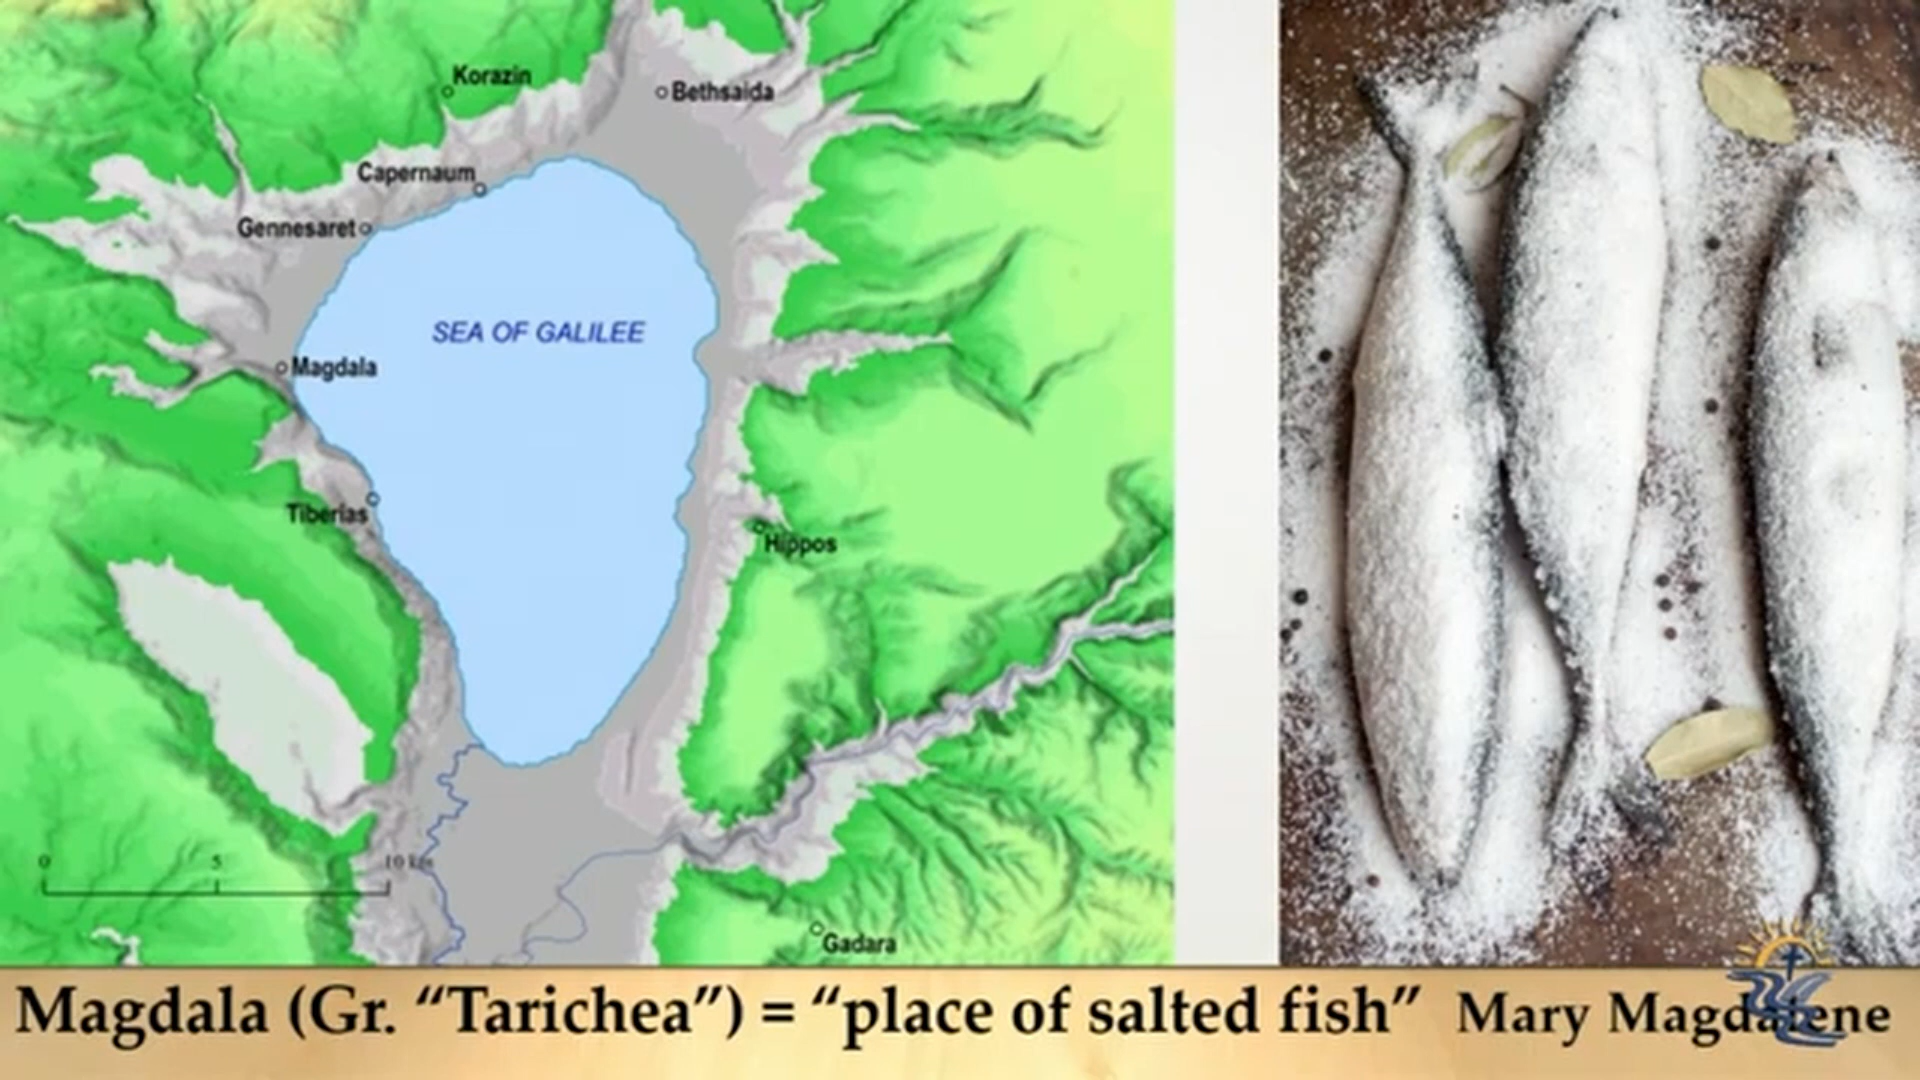 Korazin
Bethsaida
Capernaum
Gennesaret
SEA OF GALILEE
Magdala
Tiberias
Hippos
0 5 10 km
Gadara
Magdala (Gr. “Tarichea”) = “place of salted fish” Mary Magdalene